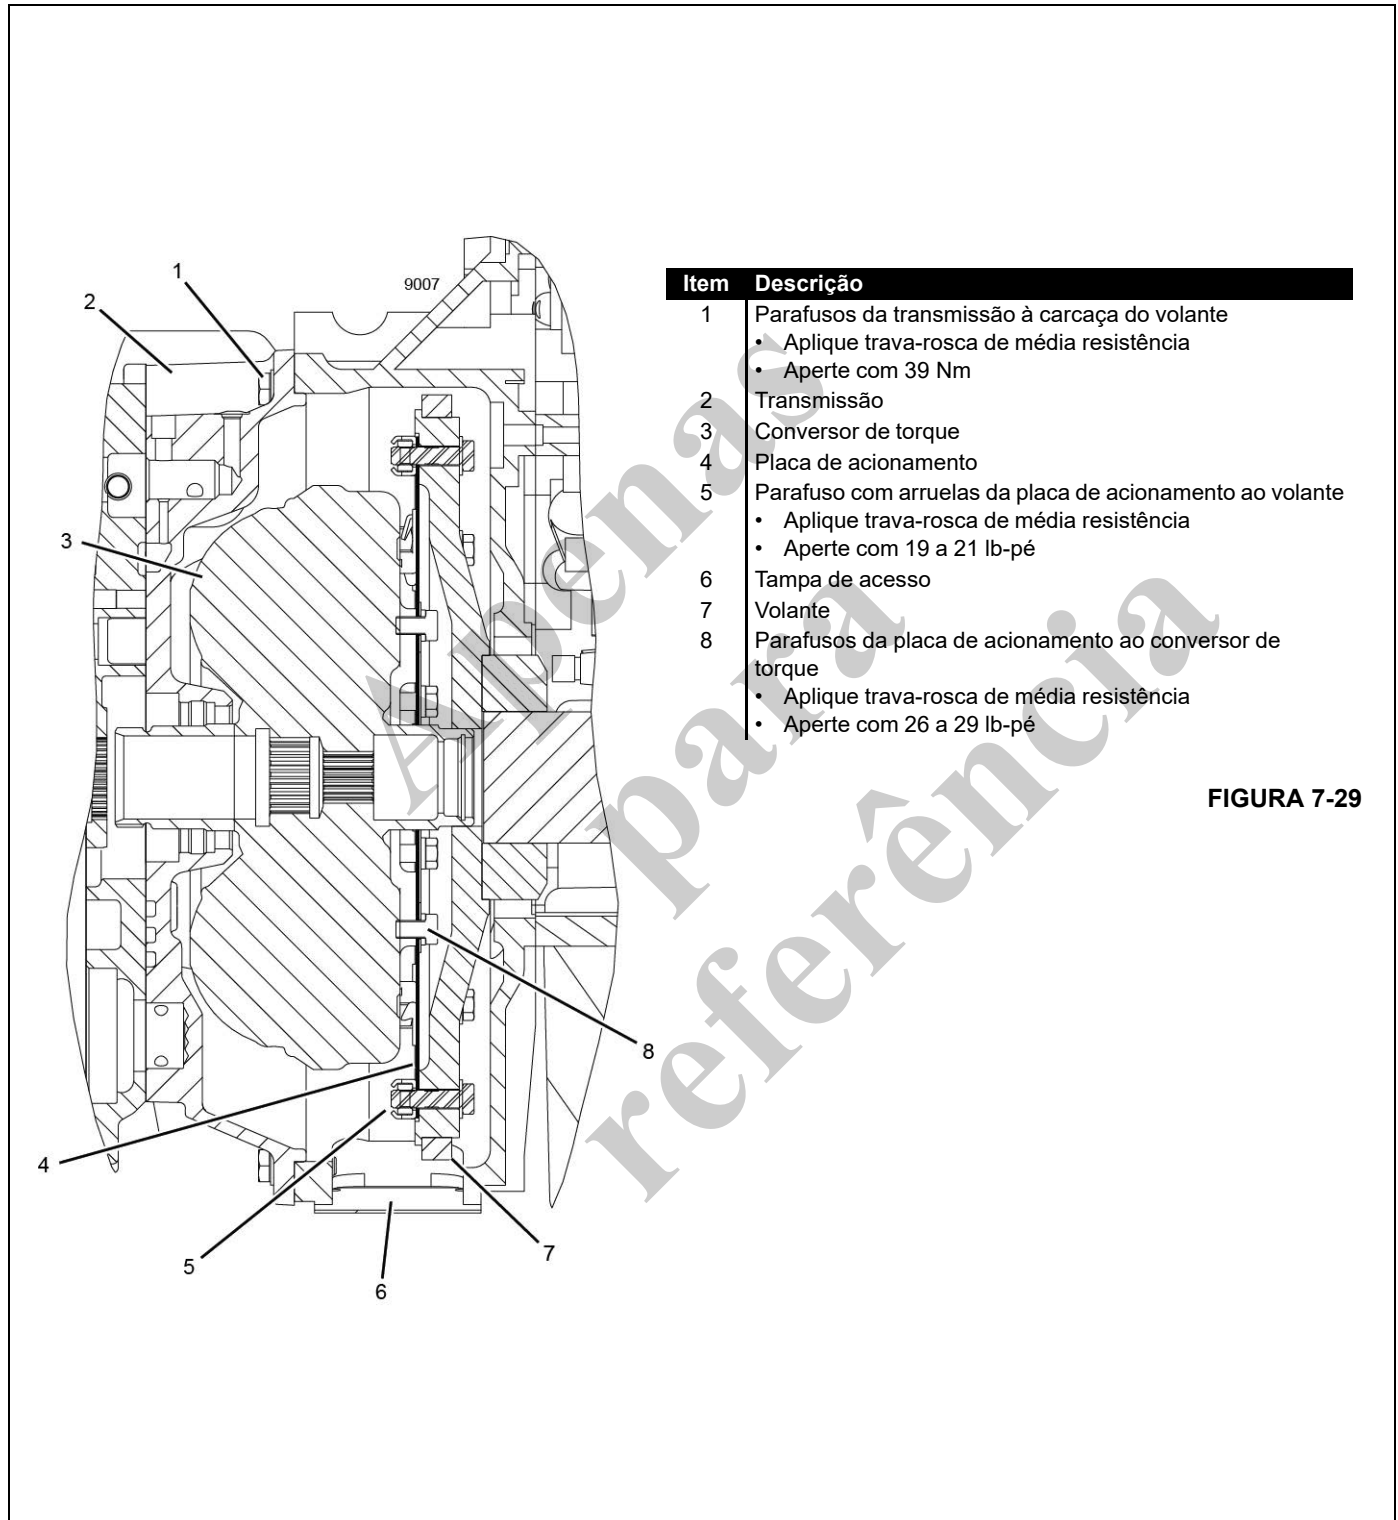 9007
1
2
3
4
5
6
7
8
Item Descrição
1 Parafusos da transmissão à carcaça do volante
• Aplique trava-rosca de média resistência
• Aperte com 39 Nm
2 Transmissão
3 Conversor de torque
4 Placa de acionamento
5 Parafuso com arruelas da placa de acionamento ao volante
• Aplique trava-rosca de média resistência
• Aperte com 19 a 21 lb-pé
6 Tampa de acesso
7 Volante
8 Parafusos da placa de acionamento ao conversor de
torque
• Aplique trava-rosca de média resistência
• Aperte com 26 a 29 lb-pé
FIGURA 7-29
Apenas
para
referência